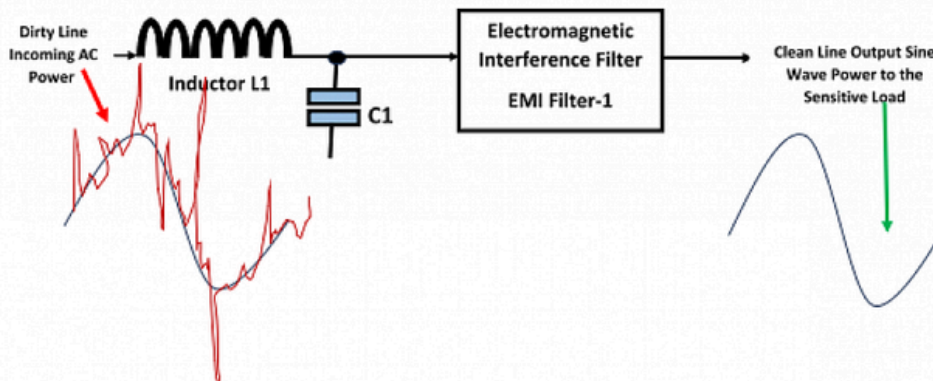 Dirty Line
Incoming AC
Power
Inductor L1
C1
Electromagnetic
Interference Filter
EMI Filter-1
Clean Line Output Sine
Wave Power to the
Sensitive Load